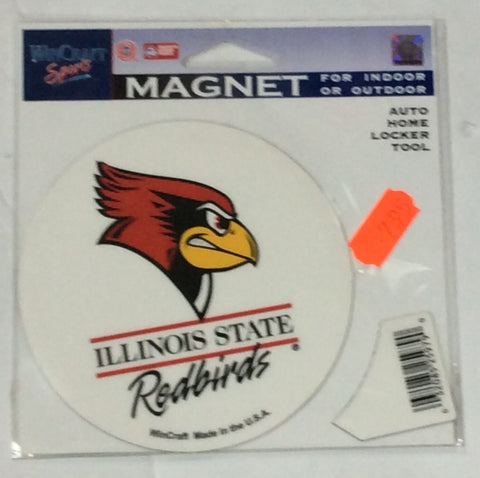 WINCRAFT
Sports
MAGNET
FOR INDOOR
OR OUTDOOR
AUTO
HOME
LOCKER
TOOL
ILLINOIS STATE
Redbirds ®
WinCraft Made in the U.S.A.